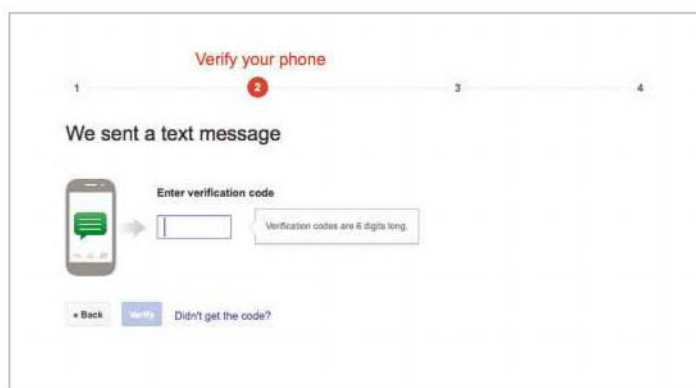 Verify your phone
1 2 3 4
We sent a text message
Enter verification code
Verification codes are 6 digits long.
« Back Verify Didn't get the code?